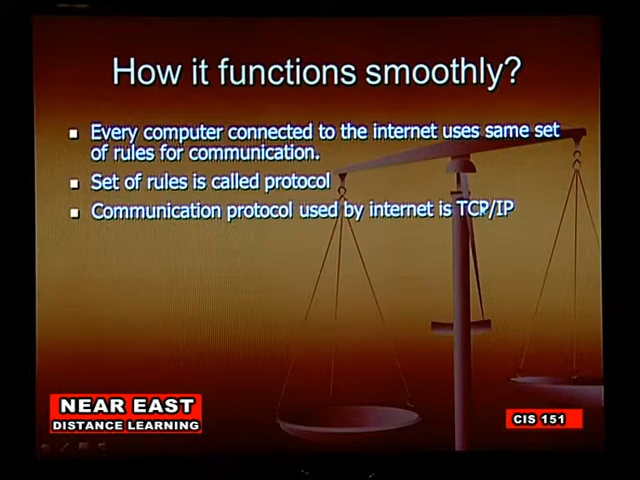 How it functions smoothly?
Every computer connected to the internet uses same set
of rules for communication.
Set of rules is called protocol
Communication protocol used by internet is TCP/IP
NEAR EAST
DISTANCE LEARNING
CIS 151